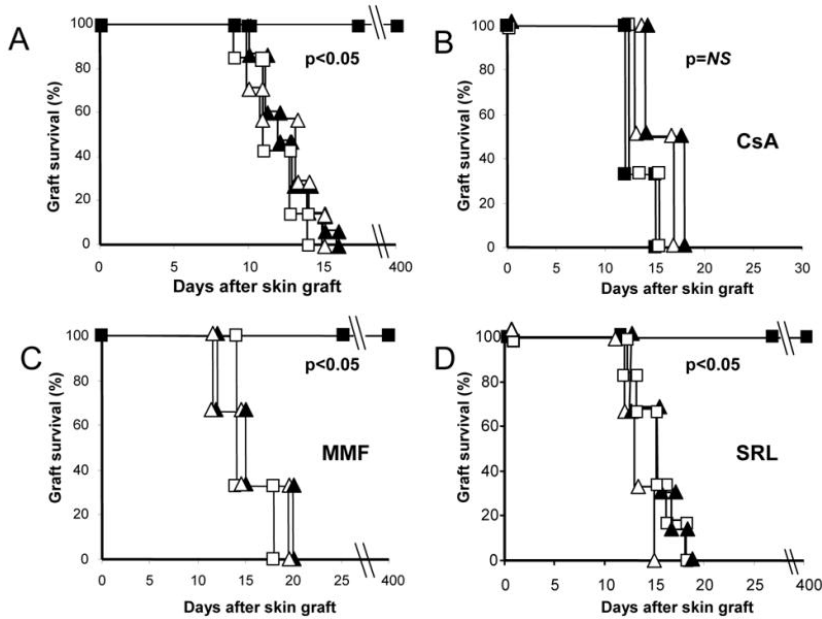 A
100
80
60
40
20
0
Graft survival (%)
p<0.05
0 5 10 15 400
Days after skin graft
B
100
80
60
40
20
0
Graft survival (%)
p=NS
CsA
0 5 10 15 20 25 30
Days after skin graft
C
100
80
60
40
20
0
Graft survival (%)
p<0.05
MMF
0 5 10 15 20 25 400
Days after skin graft
D
100
80
60
40
20
0
Graft survival (%)
p<0.05
SRL
0 5 10 15 20 25 400
Days after skin graft